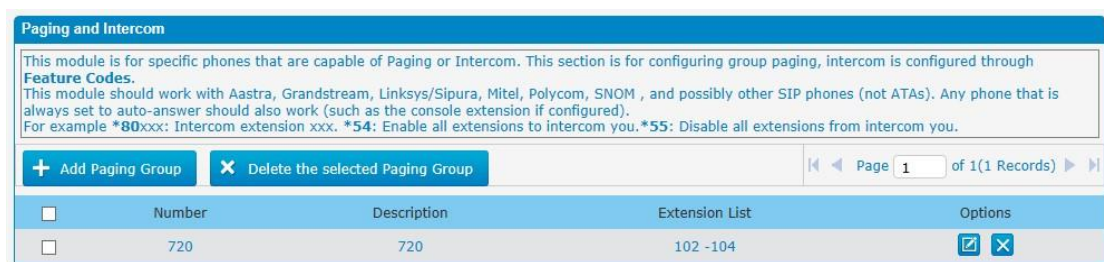 Paging and Intercom
This module is for specific phones that are capable of Paging or Intercom. This section is for configuring group paging, intercom is configured through
Feature Codes.
This module should work with Aastra, Grandstream, Linksys/Sipura, Mitel, Polycom, SNOM , and possibly other SIP phones (not ATAs). Any phone that is
always set to auto-answer should also work (such as the console extension if configured).
For example *80xxx: Intercom extension xxx. *54: Enable all extensions to intercom you.*55: Disable all extensions from intercom you.
Add Paging Group Delete the selected Paging Group Page 1 of 1(1 Records)
Number Description Extension List Options
720 720 102 -104